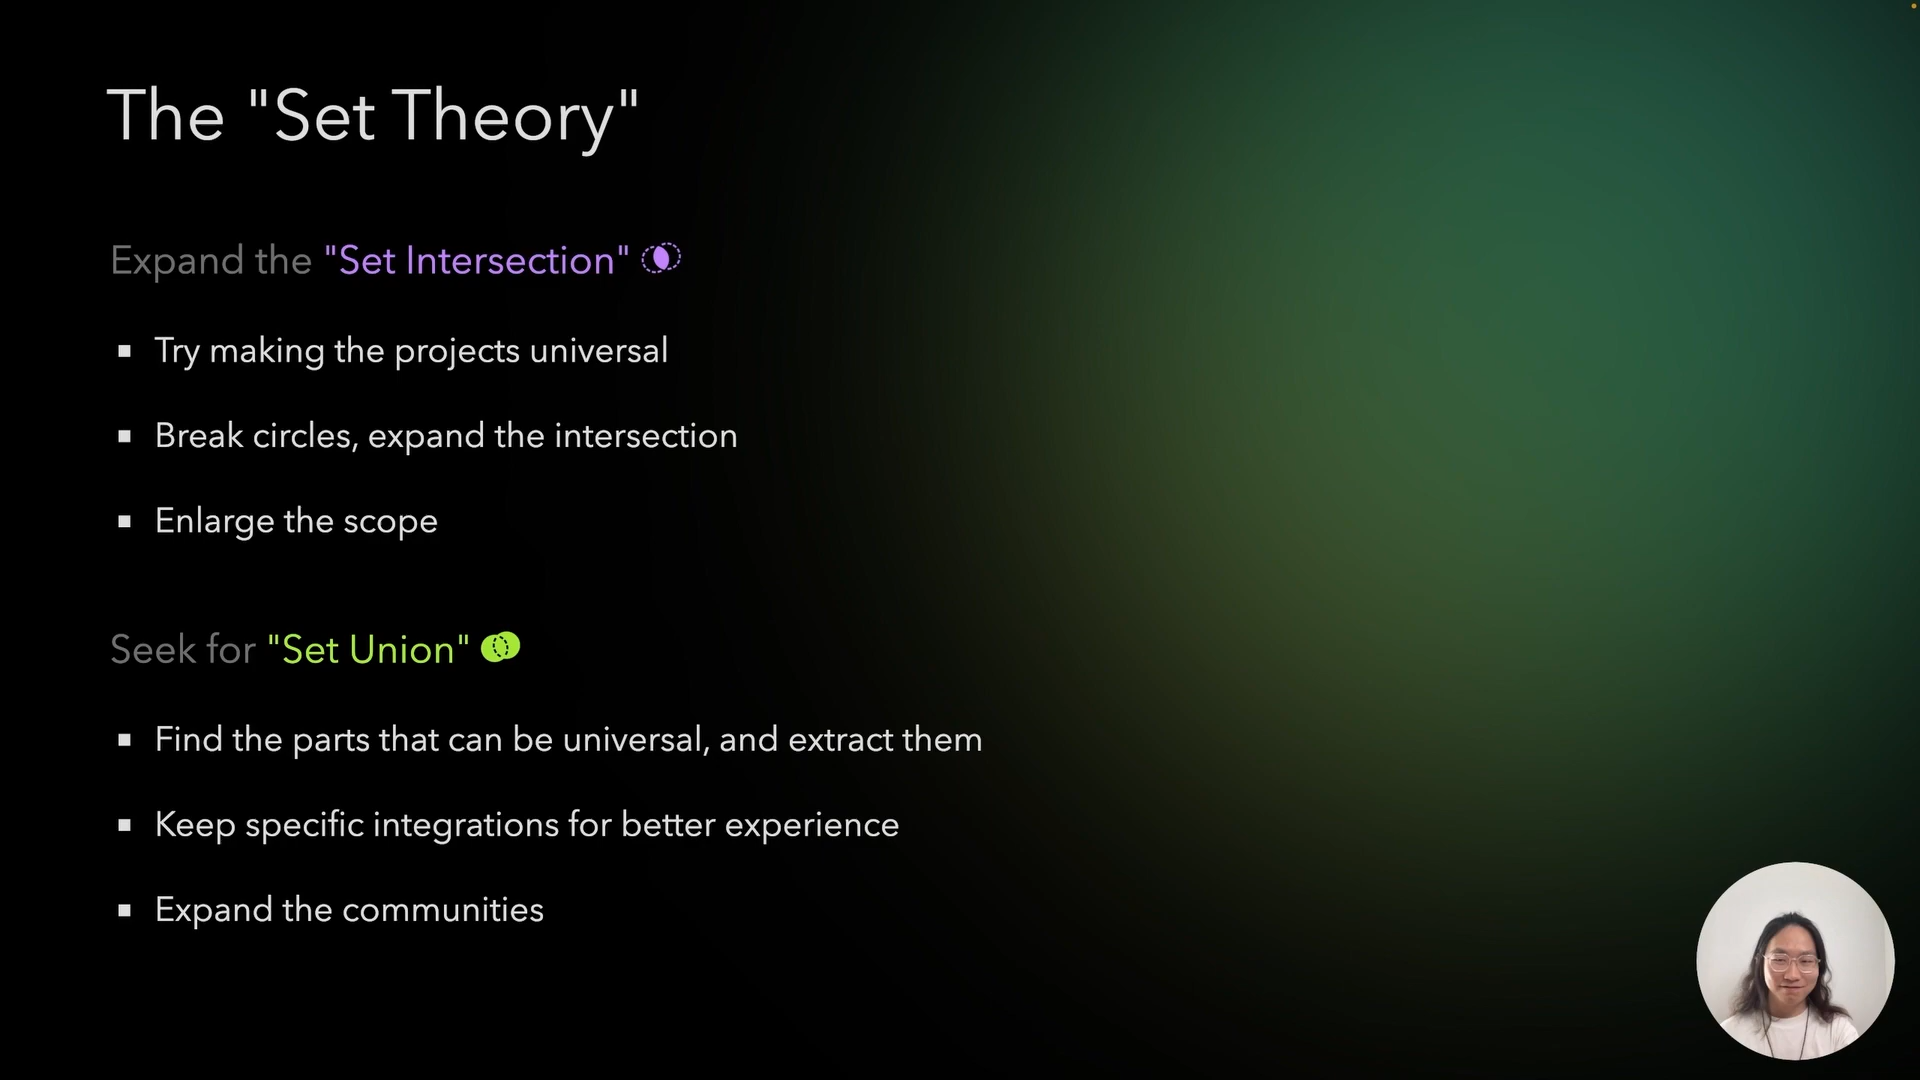 The "Set Theory"
Expand the "Set Intersection"
Try making the projects universal
Break circles, expand the intersection
Enlarge the scope
Seek for "Set Union"
Find the parts that can be universal, and extract them
Keep specific integrations for better experience
Expand the communities